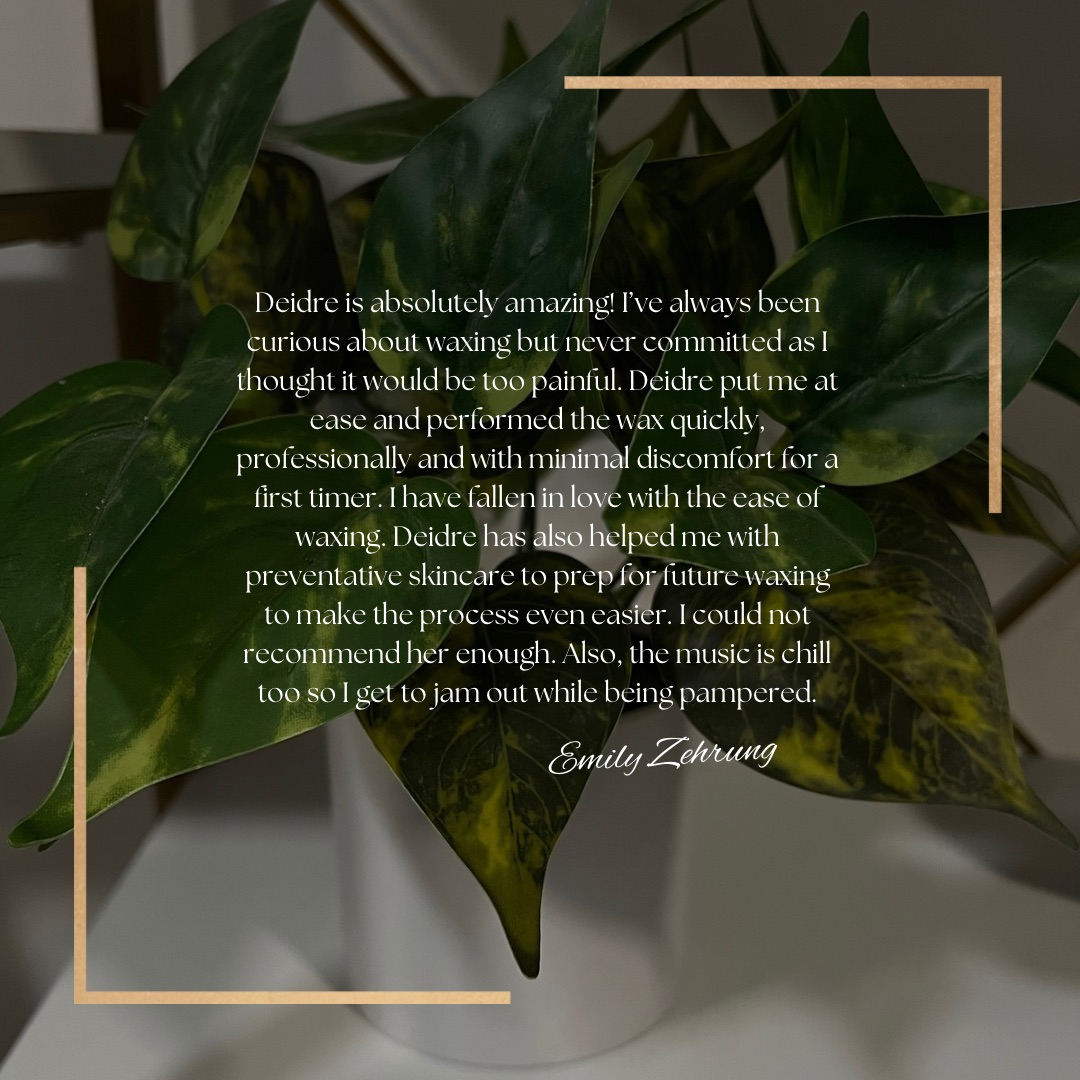 Deidre is absolutely amazing! I've always been
curious about waxing but never committed as I
thought it would be too painful. Deidre put me at
ease and performed the wax quickly,
professionally and with minimal discomfort for a
first timer. I have fallen in love with the ease of
waxing. Deidre has also helped me with
preventative skincare to prep for future waxing
to make the process even easier. I could not
recommend her enough. Also, the music is chill
too so I get to jam out while being pampered.
Emily Zehrung